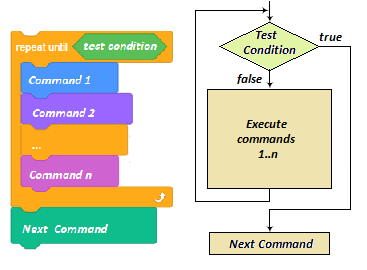 repeat until test condition
Command 1
Command 2
...
Command n
Next Command
Test
Condition
true
false
Execute
commands
1..n
Next Command